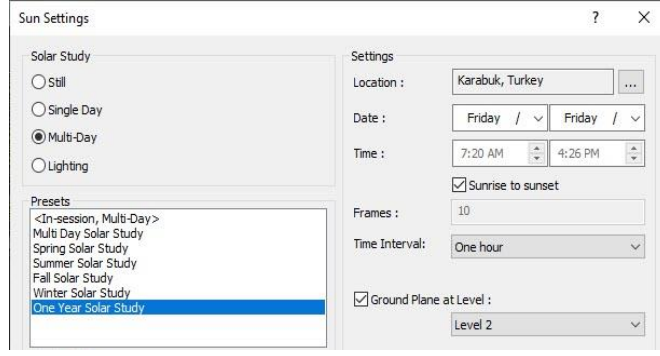 Sun Settings ? X
Solar Study
Still
Single Day
Multi-Day
Lighting
Presets
<In-session, Multi-Day>
Multi Day Solar Study
Spring Solar Study
Summer Solar Study
Fall Solar Study
Winter Solar Study
One Year Solar Study
Settings
Location : Karabuk, Turkey ...
Date : Friday / Friday /
Time : 7:20 AM 4:26 PM
Sunrise to sunset
Frames : 10
Time Interval: One hour
Ground Plane at Level :
Level 2